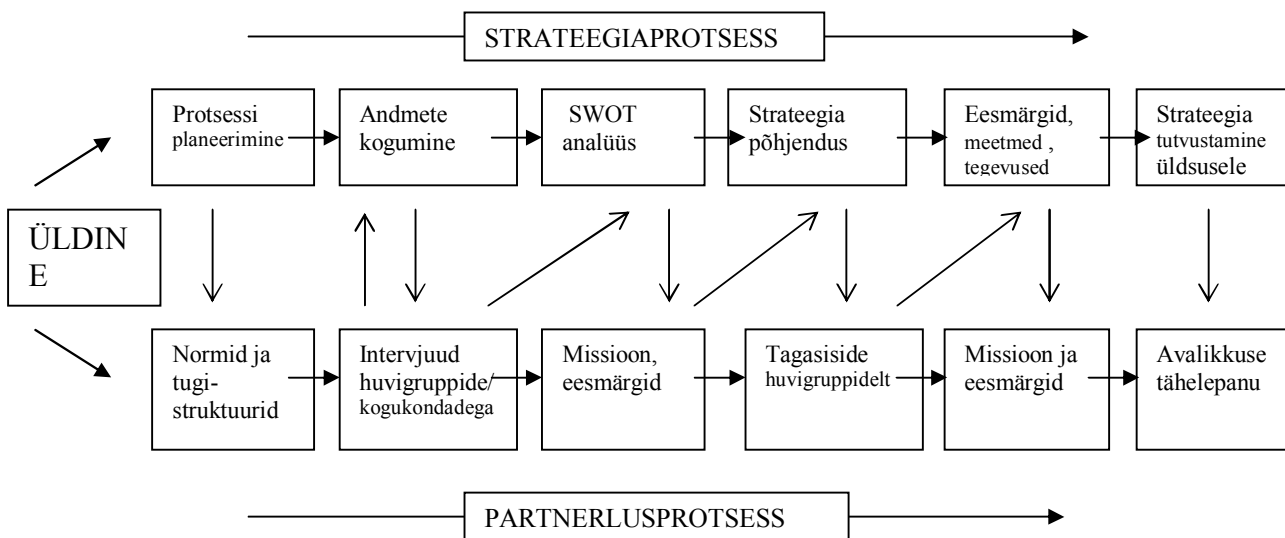 STRATEEGIAPROTSESS
Protsessi
planeerimine
Andmete
kogumine
SWOT
analüüs
Strateegia
põhjendus
Eesmärgid,
meetmed ,
tegevused
Strateegia
tutvustamine
üldsusele
ÜLDIN
E
Normid ja
tugi-
struktuurid
Intervjuud
huvigruppide/
kogukondadega
Missioon,
eesmärgid
Tagasiside
huvigruppidelt
Missioon ja
eesmärgid
Avalikkuse
tähelepanu
PARTNERLUSPROTSESS